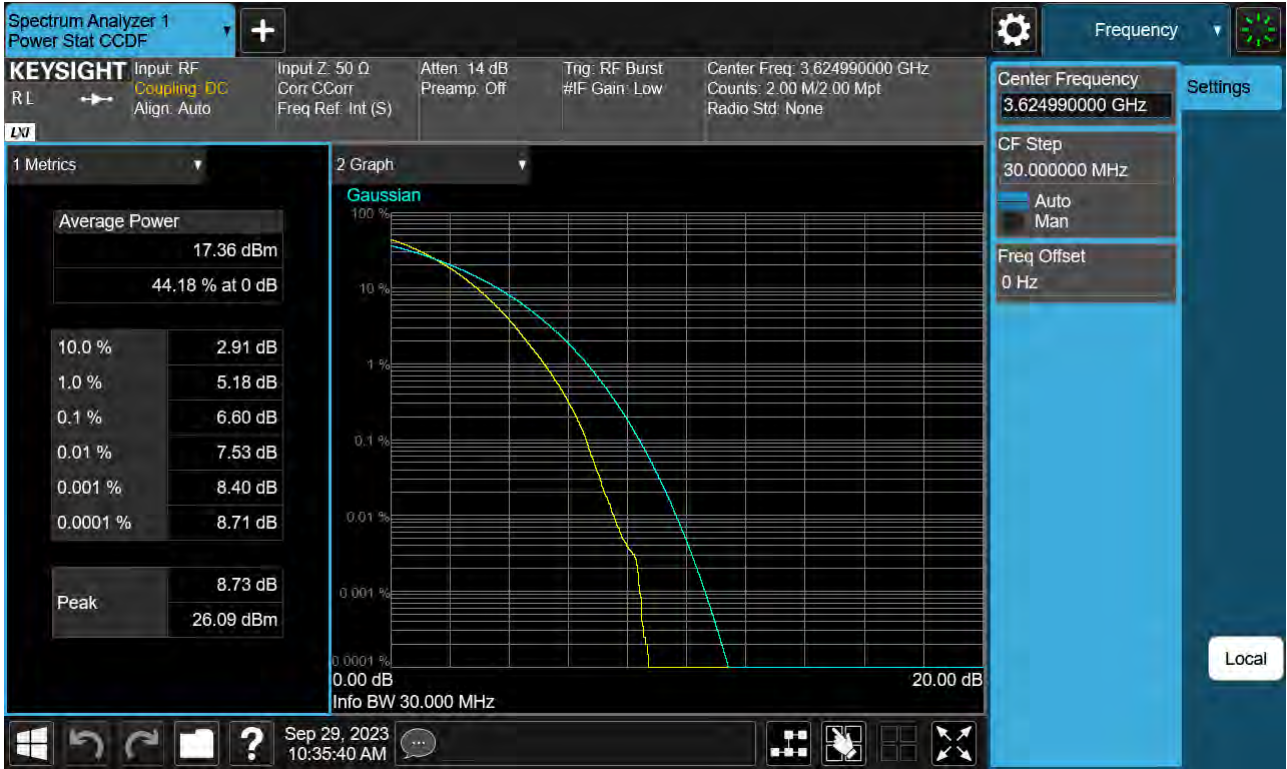 Spectrum Analyzer 1
Power Stat CCDF
Frequency
KEYSIGHT
R L
LXI
Input: RF
Coupling: DC
Align: Auto
Input Z: 50 Ω
Corr CCorr
Freq Ref: Int (S)
Atten: 14 dB
Preamp: Off
Trig: RF Burst
#IF Gain: Low
Center Freq: 3.624990000 GHz
Counts: 2.00 M/2.00 Mpt
Radio Std: None
Center Frequency
3.624990000 GHz
Settings
CF Step
30.000000 MHz
Auto
Man
Freq Offset
0 Hz
Local
1 Metrics
Average Power
17.36 dBm
44.18 % at 0 dB
10.0 % 2.91 dB
1.0 % 5.18 dB
0.1 % 6.60 dB
0.01 % 7.53 dB
0.001 % 8.40 dB
0.0001 % 8.71 dB
Peak
8.73 dB
26.09 dBm
2 Graph
Gaussian
100 %
10 %
1 %
0.1 %
0.01 %
0.001 %
0.0001 %
0.00 dB 20.00 dB
Info BW 30.000 MHz
?
Sep 29, 2023
10:35:40 AM